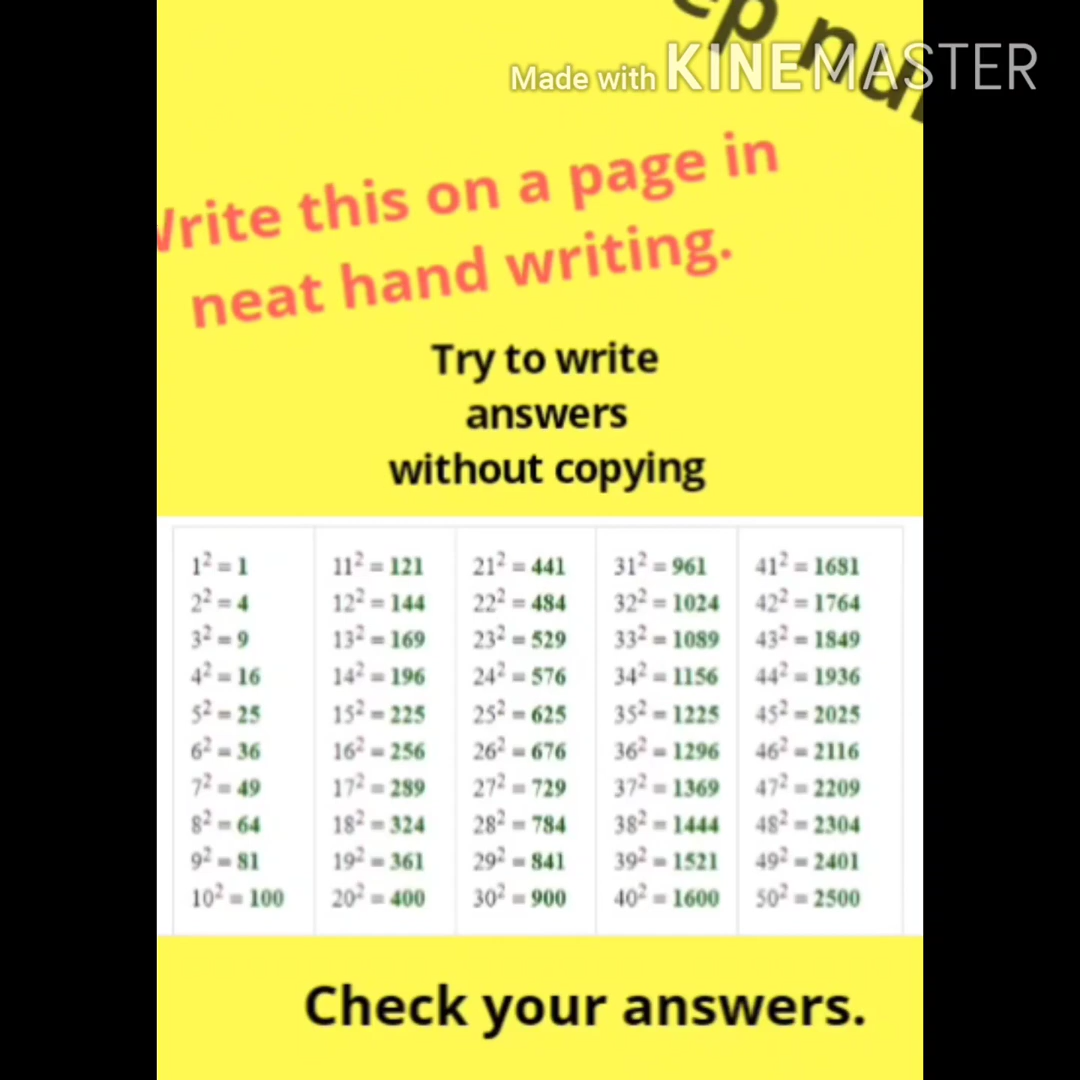 Made with KINEMASTER
this on a page in
neat hand writing.
Try to write
answers
without copying
1² = 1 11² = 121 21² = 441 31² = 961 41² = 1681
2² = 4 12² = 144 22² = 484 32² = 1024 42² = 1764
3² = 9 13² = 169 23² = 529 33² = 1089 43² = 1849
4² = 16 14² = 196 24² = 576 34² = 1156 44² = 1936
5² = 25 15² = 225 25² = 625 35² = 1225 45² = 2025
6² = 36 16² = 256 26² = 676 36² = 1296 46² = 2116
7² = 49 17² = 289 27² = 729 37² = 1369 47² = 2209
8² = 64 18² = 324 28² = 784 38² = 1444 48² = 2304
9² = 81 19² = 361 29² = 841 39² = 1521 49² = 2401
10² = 100 20² = 400 30² = 900 40² = 1600 50² = 2500
Check your answers.